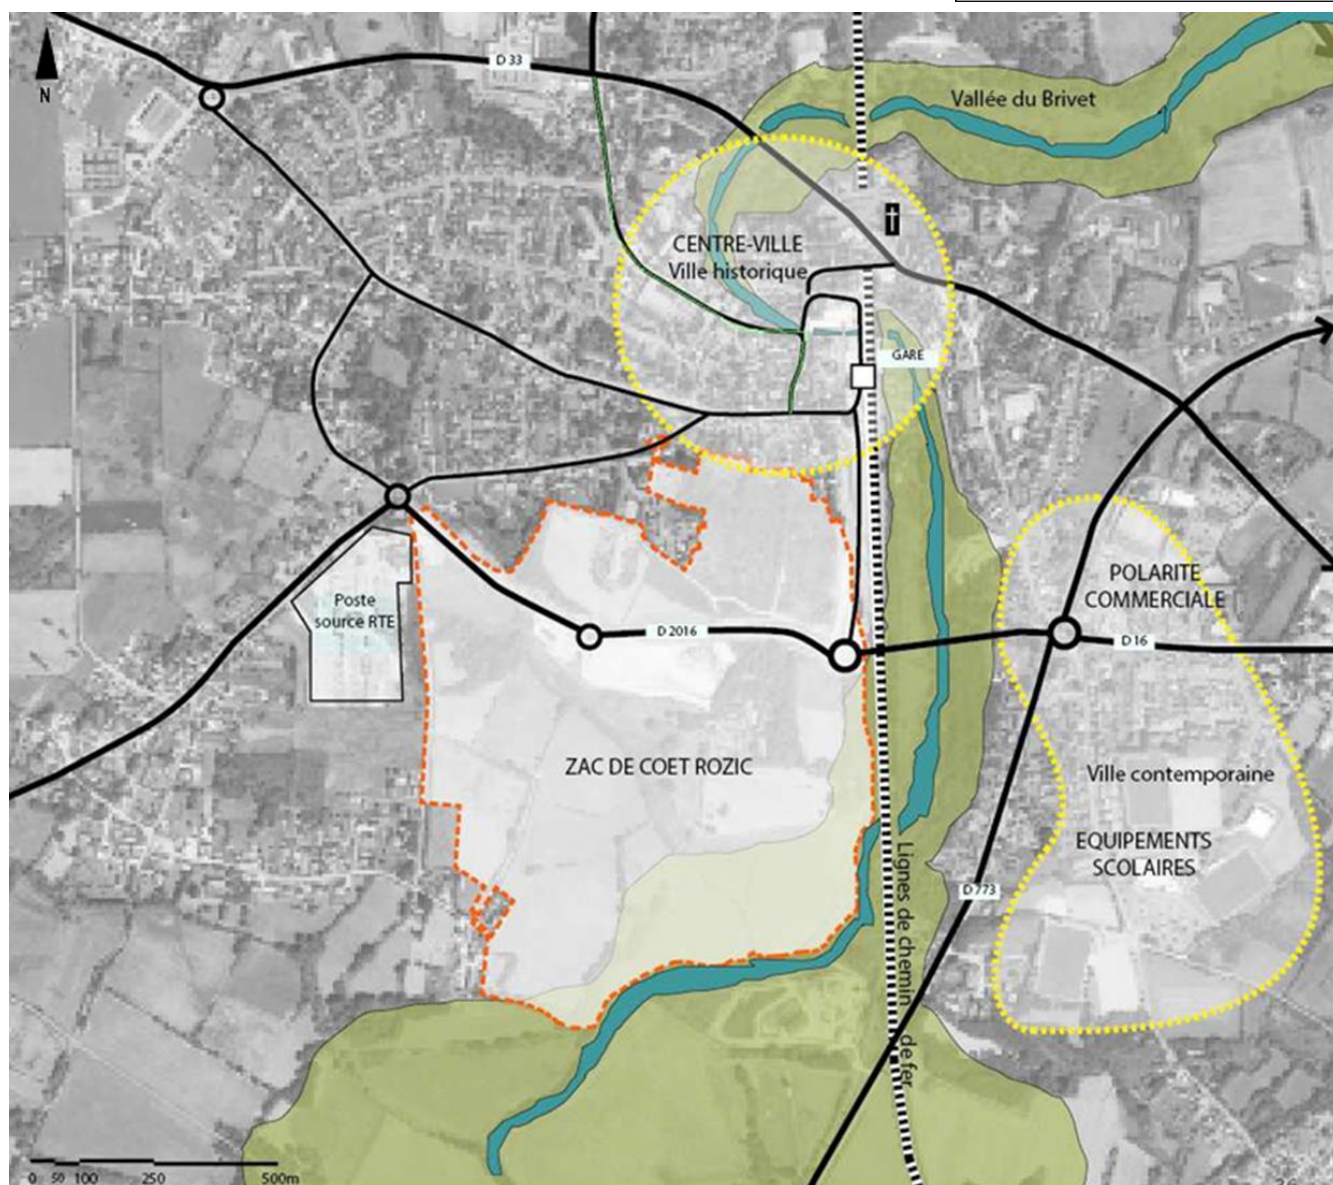 N
D 33
Vallée du Brivet
CENTRE-VILLE
Ville historique
GARE
POLARITE
COMMERCIALE
Poste
source RTE
D 2016
D 16
ZAC DE COET ROZIC
Ville contemporaine
EQUIPEMENTS
SCOLAIRES
D 773
Lignes de chemin de fer
0 50 100 250 500m